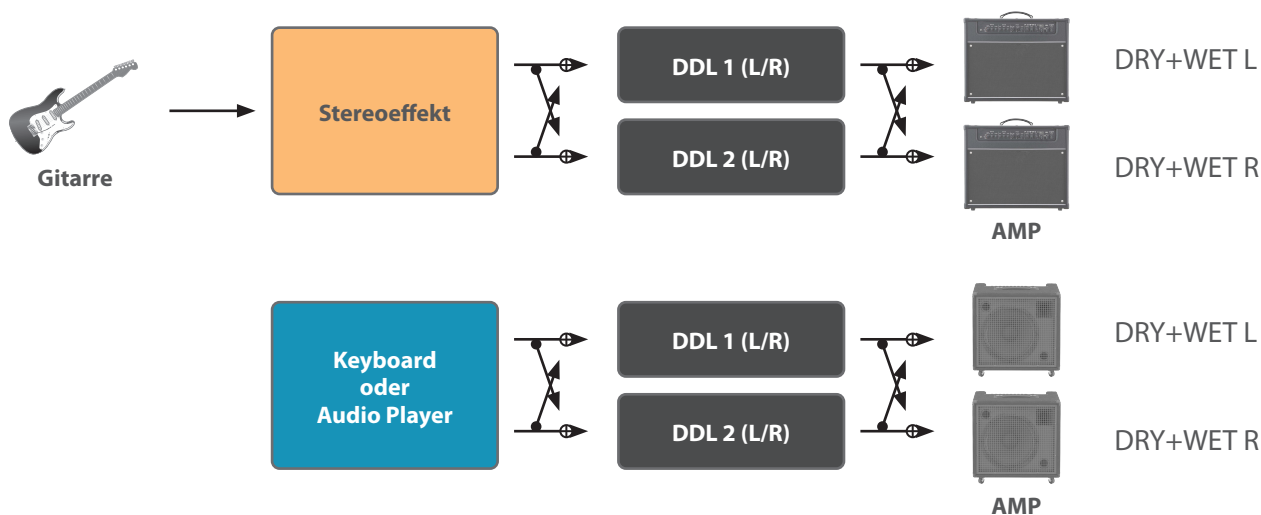 Gitarre
Stereoeffekt
DDL 1 (L/R)
DDL 2 (L/R)
DRY+WET L
DRY+WET R
AMP
Keyboard
oder
Audio Player
DDL 1 (L/R)
DDL 2 (L/R)
DRY+WET L
DRY+WET R
AMP